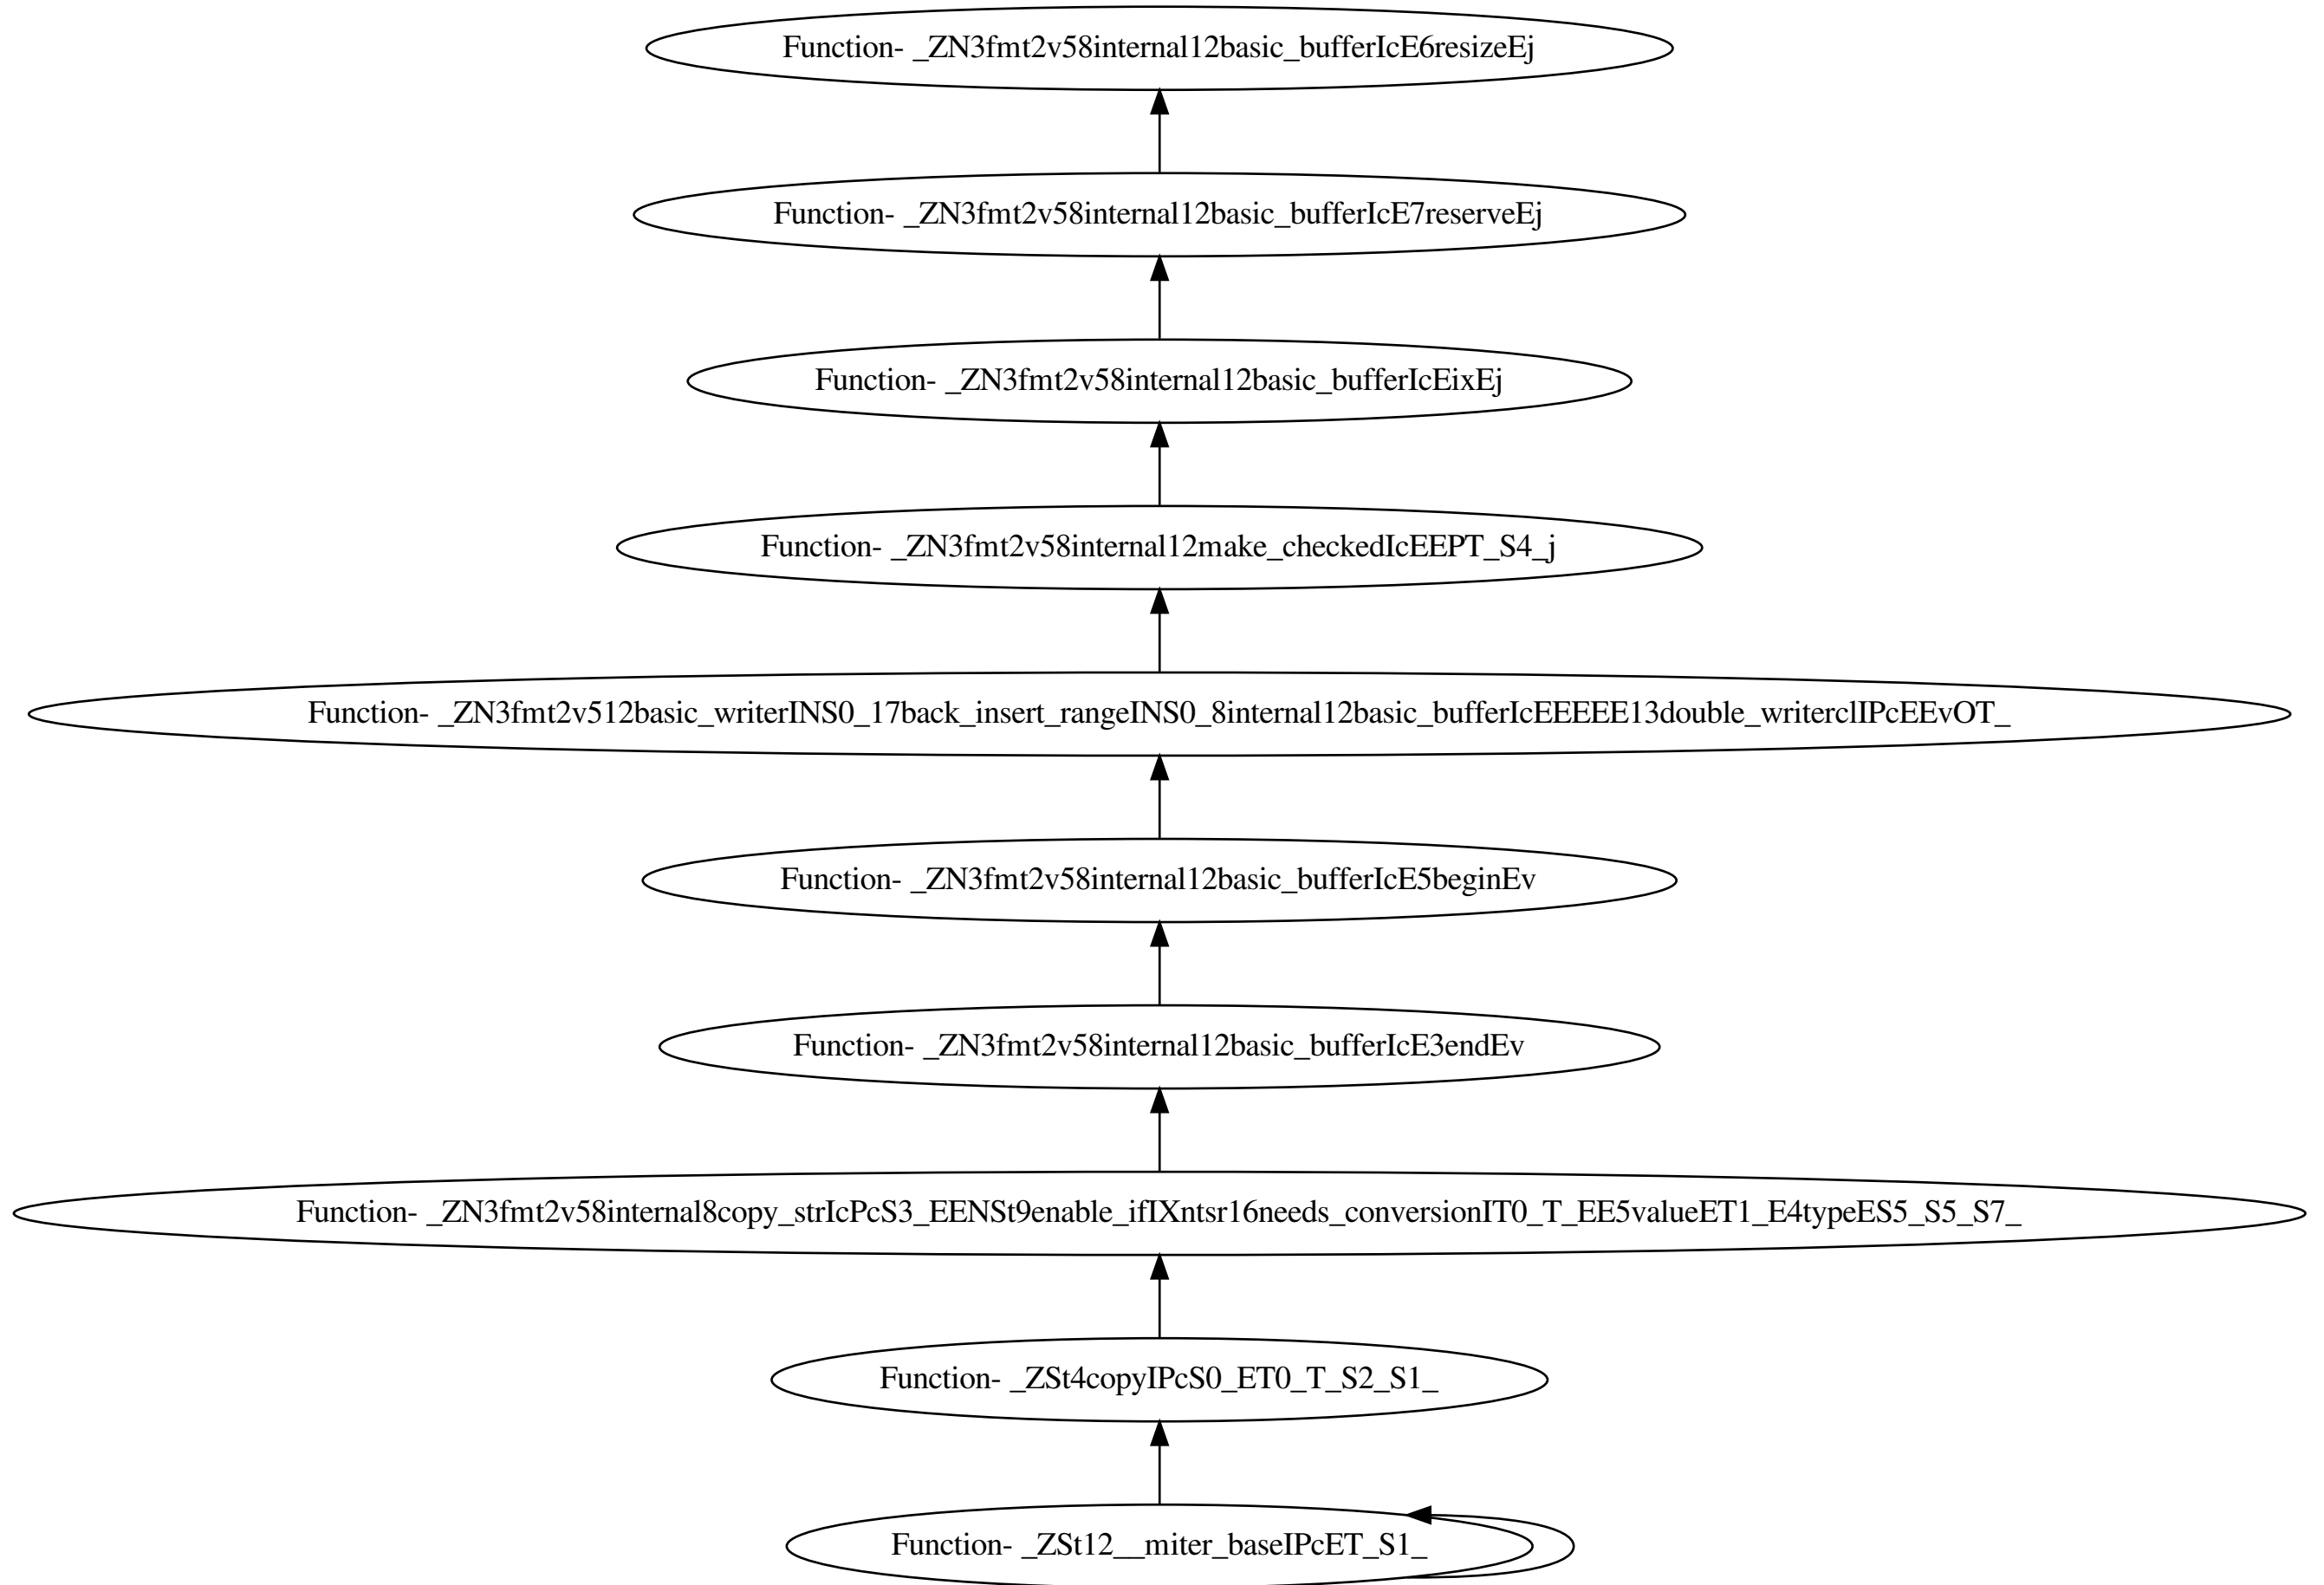 Function- _ZN3fmt2v58internal12basic_bufferIcE6resizeEj
Function- _ZN3fmt2v58internal12basic_bufferIcE7reserveEj
Function- _ZN3fmt2v58internal12basic_bufferIcEixEj
Function- _ZN3fmt2v58internal12make_checkedIcEEPT_S4_j
Function- _ZN3fmt2v512basic_writerINS0_17back_insert_rangeINS0_8internal12basic_bufferIcEEEEE13double_writerclIPcEEvOT_
Function- _ZN3fmt2v58internal12basic_bufferIcE5beginEv
Function- _ZN3fmt2v58internal12basic_bufferIcE3endEv
Function- _ZN3fmt2v58internal8copy_strIcPcS3_EENSt9enable_ifIXntsr16needs_conversionIT0_T_EE5valueET1_E4typeES5_S5_S7_
Function- _ZSt4copyIPcS0_ET0_T_S2_S1_
Function- _ZSt12__miter_baseIPcET_S1_